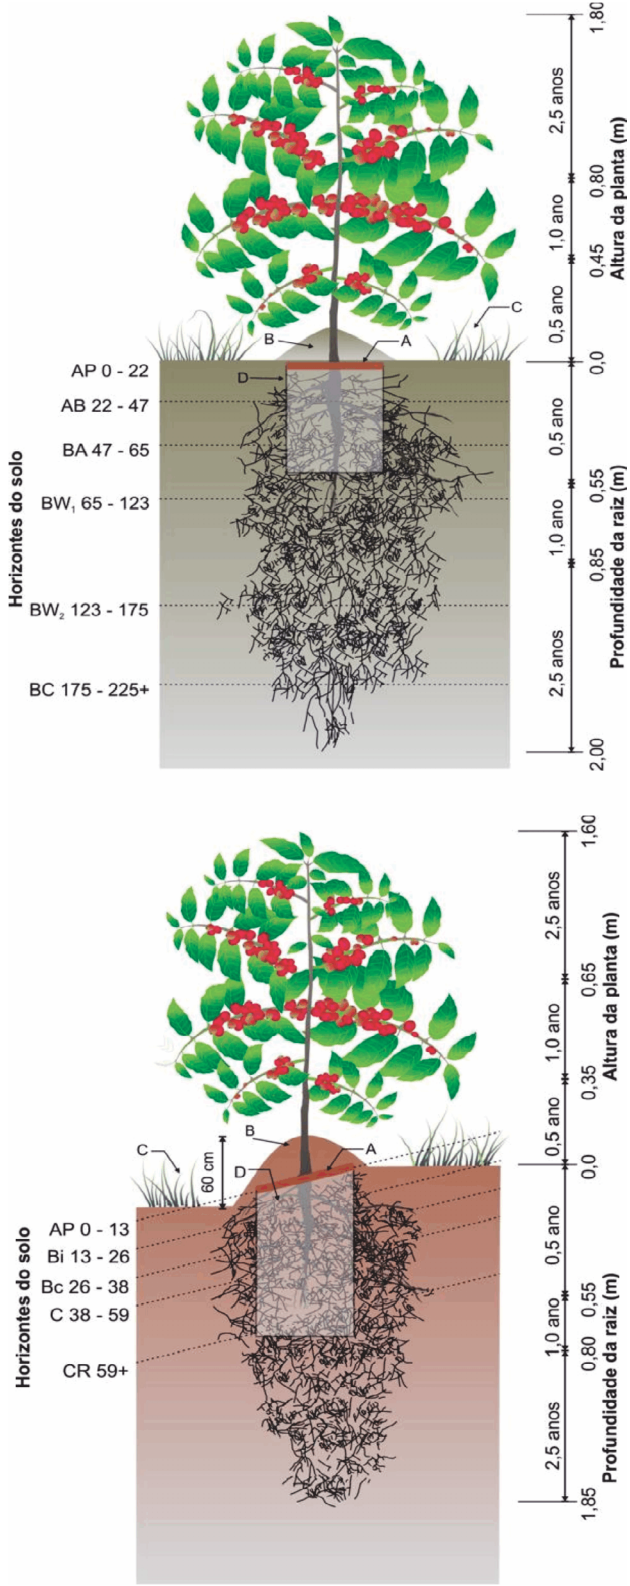 1,80
2,5 anos
0,80
1,0 ano
0,45
0,5 ano
0,0
Altura da planta (m)
C
B
A
D
AP 0 - 22
AB 22 - 47
BA 47 - 65
BW₁ 65 - 123
BW₂ 123 - 175
BC 175 - 225+
Horizontes do solo
0,5 ano
0,55
1,0 ano
0,85
2,5 anos
2,00
Profundidade da raiz (m)
1,60
2,5 anos
0,65
1,0 ano
0,35
0,5 ano
0,0
Altura da planta (m)
B
C
A
D
60 cm
AP 0 - 13
Bi 13 - 26
Bc 26 - 38
C 38 - 59
CR 59+
Horizontes do solo
0,5 ano
0,55
1,0 ano
0,80
2,5 anos
1,85
Profundidade da raiz (m)